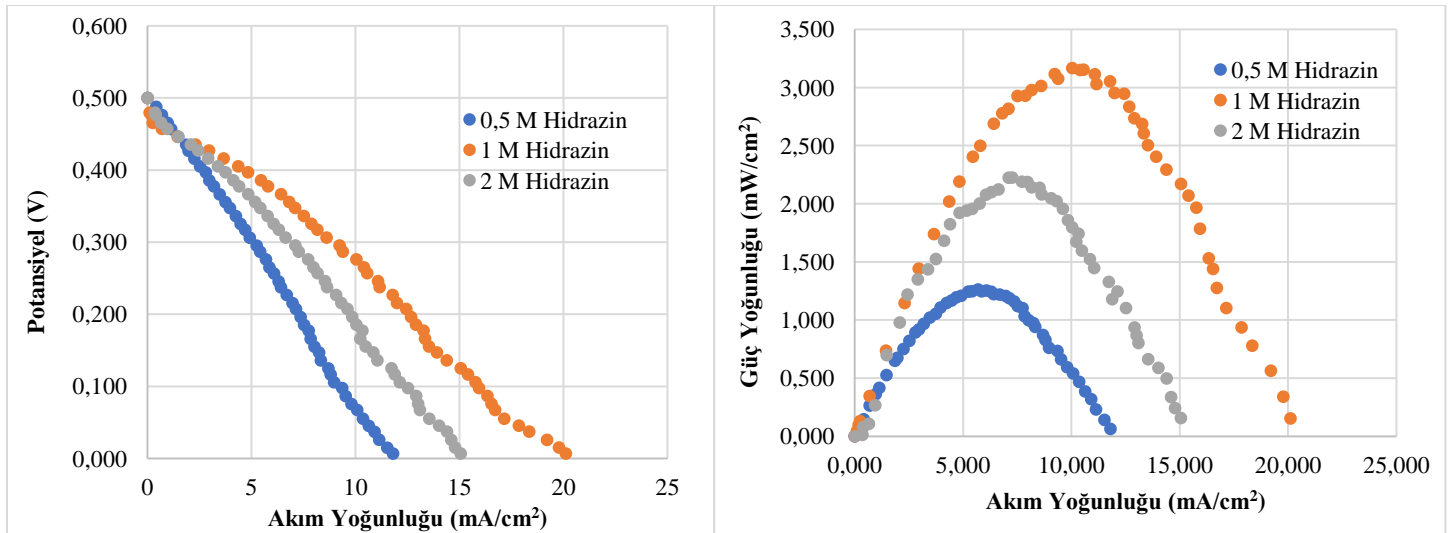 0,600
0,500
0,400
0,300
0,200
0,100
0,000
Potansiyel (V)
0,5 M Hidrazin
1 M Hidrazin
2 M Hidrazin
0 5 10 15 20 25
Akım Yoğunluğu (mA/cm²)
3,500
3,000
2,500
2,000
1,500
1,000
0,500
0,000
Güç Yoğunluğu (mW/cm²)
0,5 M Hidrazin
1 M Hidrazin
2 M Hidrazin
0,000 5,000 10,000 15,000 20,000 25,000
Akım Yoğunluğu (mA/cm²)